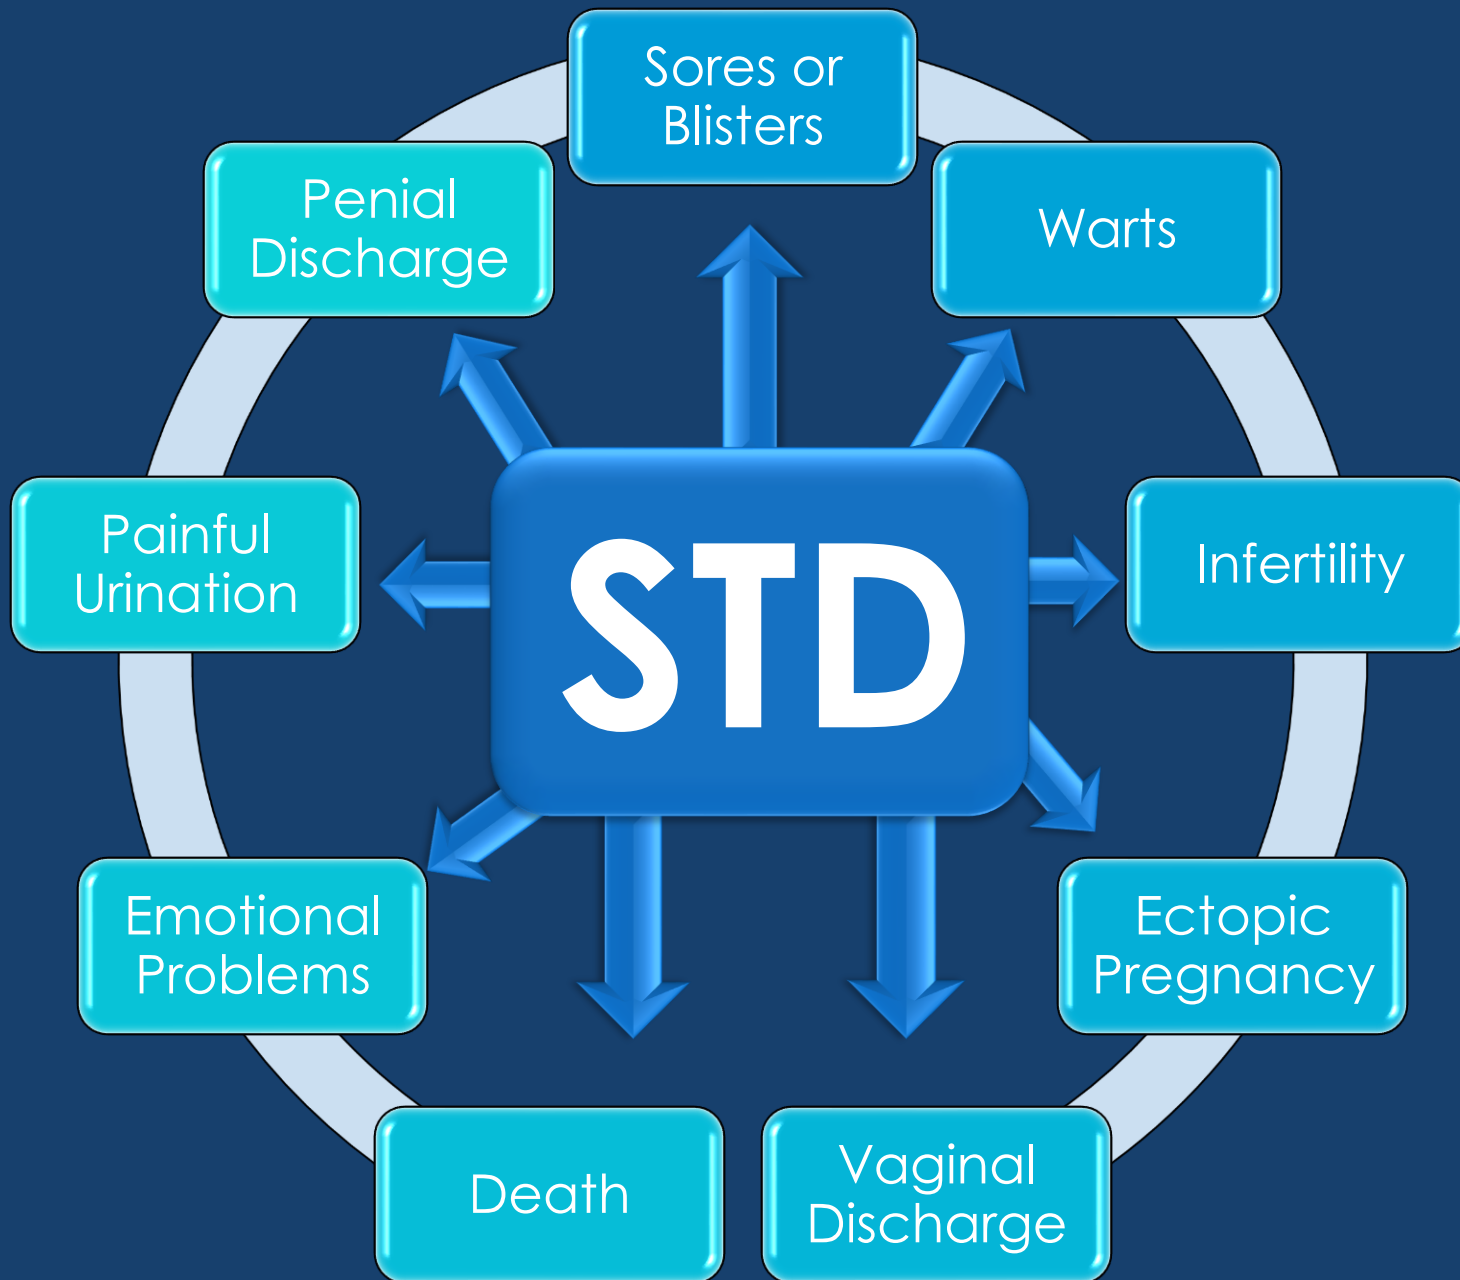 Sores or
Blisters
Warts
Infertility
Ectopic
Pregnancy
Vaginal
Discharge
Death
Emotional
Problems
Painful
Urination
Penial
Discharge
STD